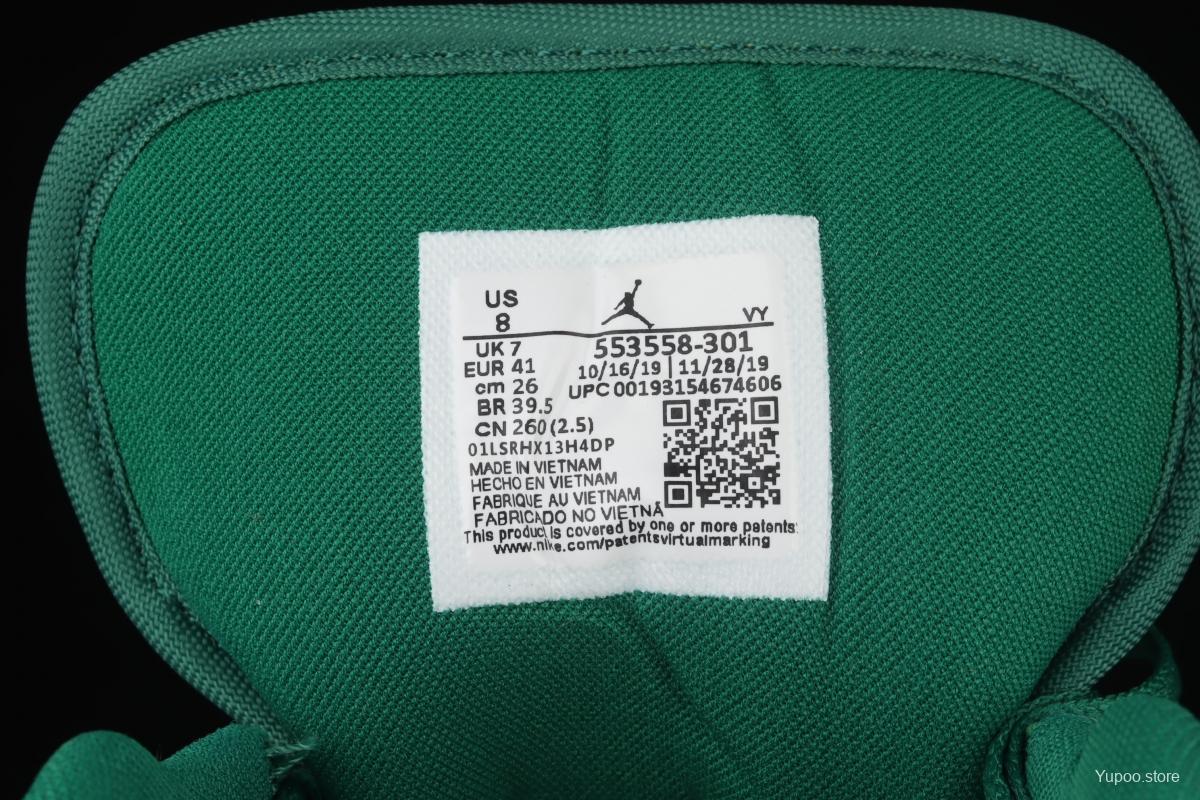 US
8
VY
UK 7
553558-301
EUR 41
10/16/19 | 11/28/19
cm 26
UPC 00193154674606
BR 39.5
CN 260 (2.5)
01LSRHX13H4DP
MADE IN VIETNAM
HECHO EN VIETNAM
FABRIQUE AU VIETNAM
FABRICADO NO VIETNÃ
This product is covered by one or more patents:
www.nike.com/patentsvirtualmarking
Yupoo.store